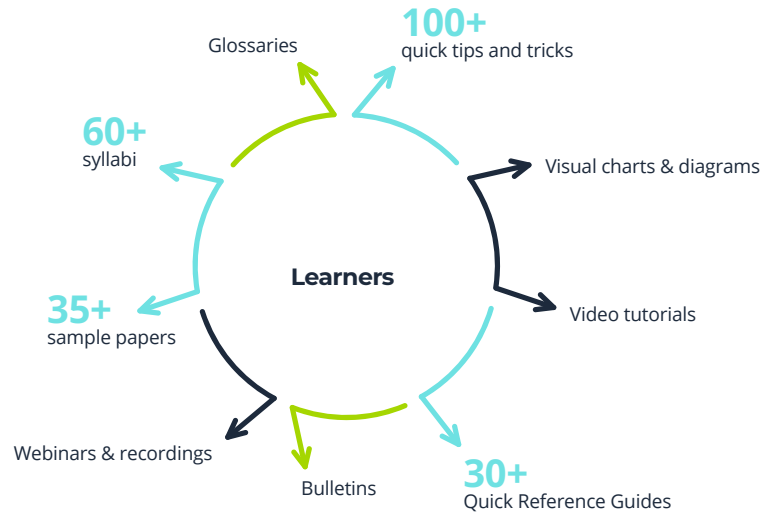 100+
quick tips and tricks
Glossaries
60+
syllabi
Visual charts & diagrams
Learners
35+
sample papers
Video tutorials
Webinars & recordings
Bulletins
30+
Quick Reference Guides